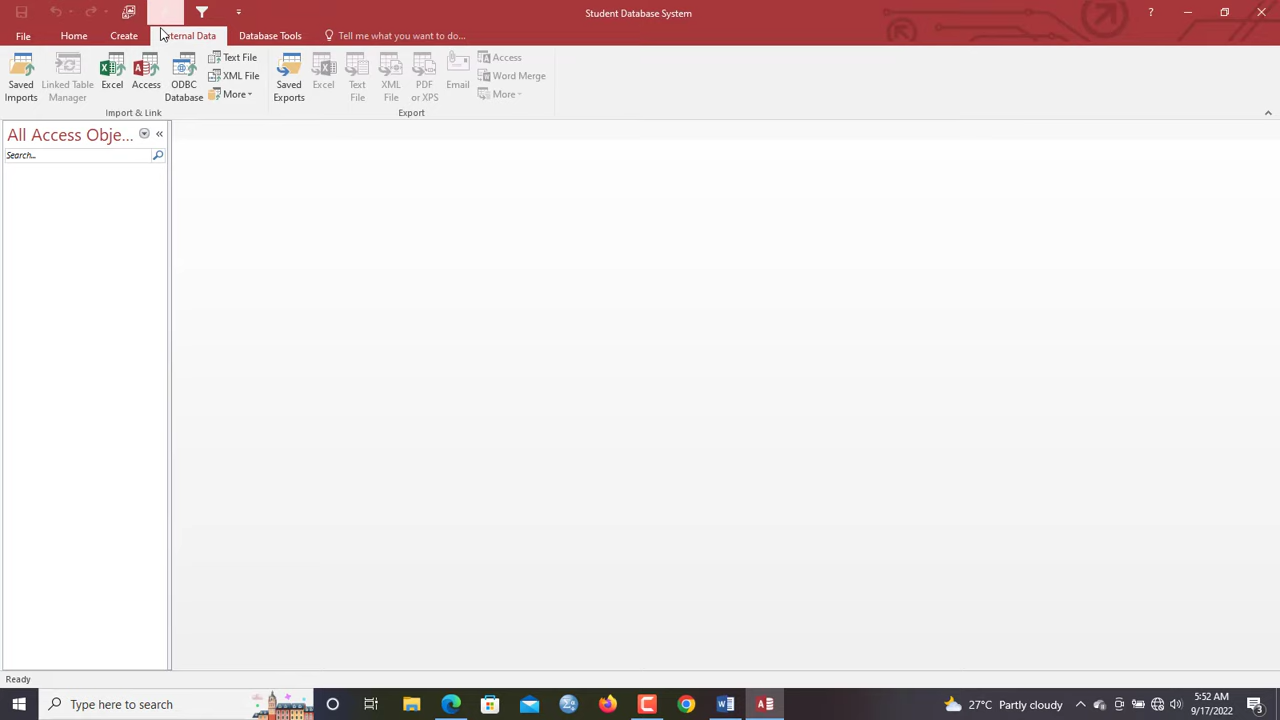 Student Database System
?
File Home Create External Data Database Tools Tell me what you want to do...
Saved Imports
Linked Table Manager
Excel
Access
ODBC Database
Text File
XML File
More
Import & Link
Saved Exports
Excel
Text File
XML File
PDF or XPS
Email
Access
Word Merge
More
Export
All Access Obje...
Search...
Ready
Type here to search
27°C Partly cloudy
5:52 AM
9/17/2022
3